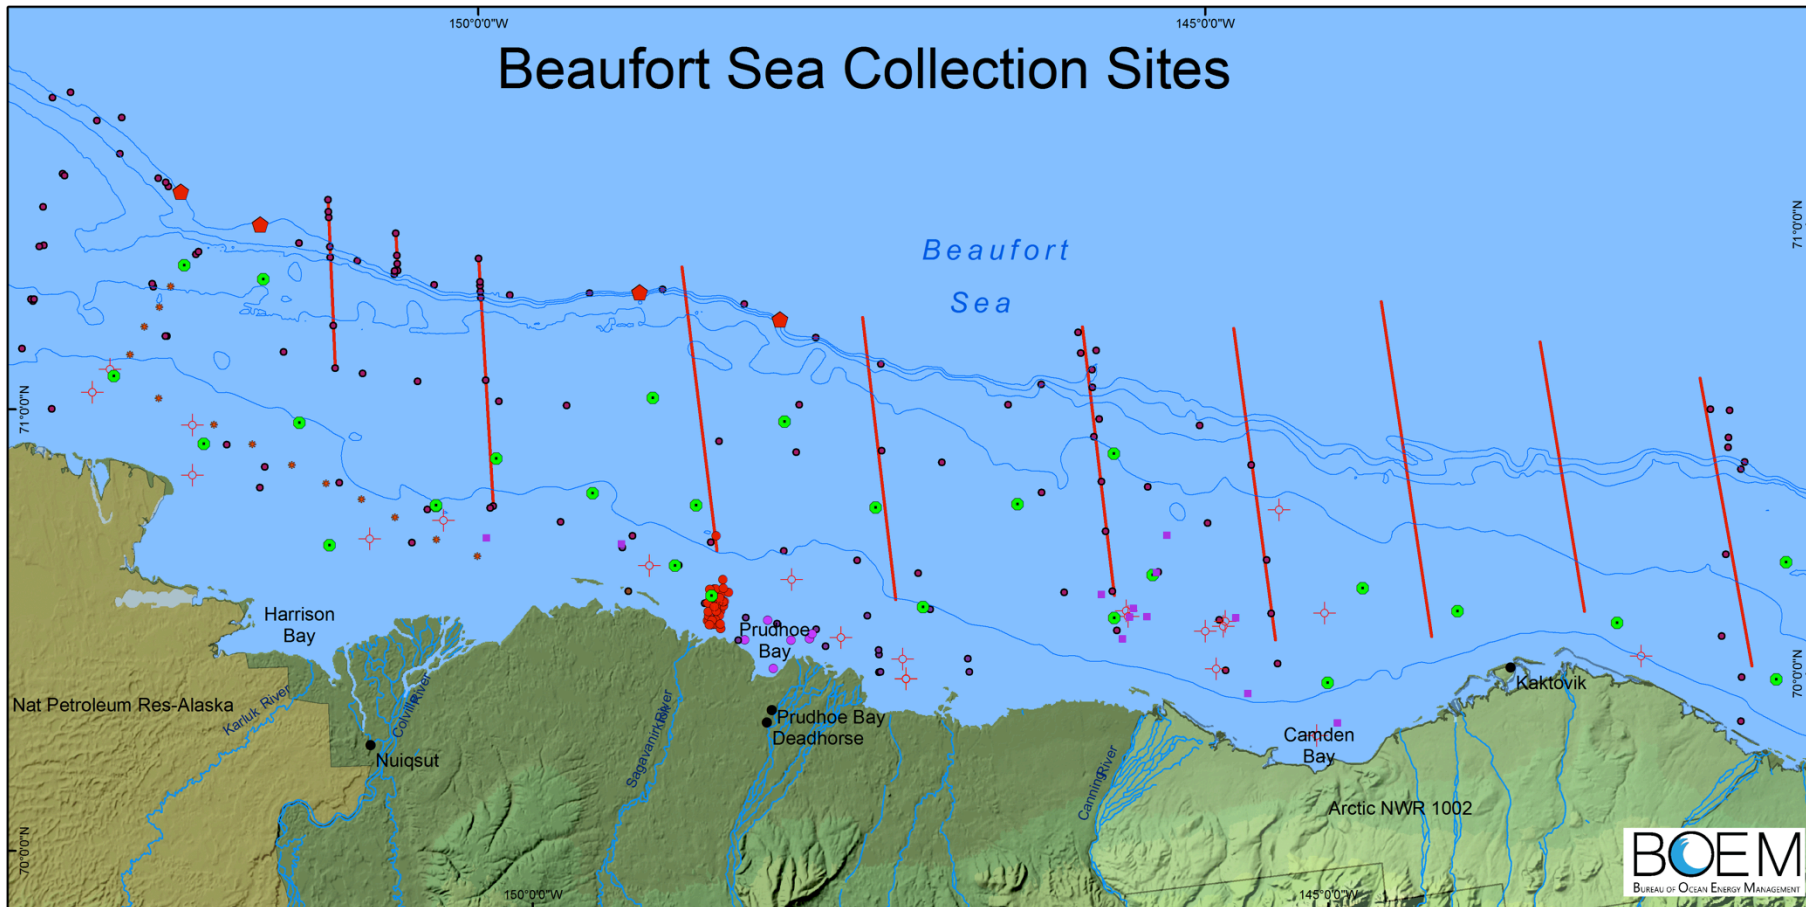 150°0'0"W
145°0'0"W
Beaufort Sea Collection Sites
71°0'0"N
Beaufort
Sea
71°0'0"N
Harrison
Bay
Prudhoe
Bay
70°0'0"N
Kaktovik
Nat Petroleum Res-Alaska
Karluk River
Colville River
Prudhoe Bay
Deadhorse
Nuiqsut
Camden
Bay
Canning River
Arctic NWR 1002
70°0'0"N
150°0'0"W
145°0'0"W
BOEM
BUREAU OF OCEAN ENERGY MANAGEMENT